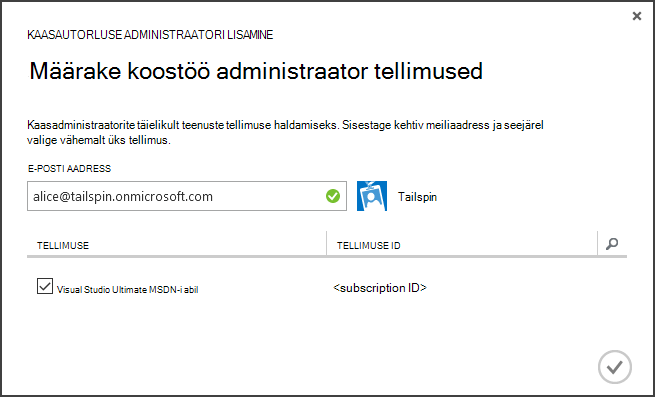 KAASAUTORLUSE ADMINISTRAATORI LISAMINE
Määrake koostöö administraator tellimused
Kaasadministraatorite täielikult teenuste tellimuse haldamiseks. Sisestage kehtiv meiliaadress ja seejärel
valige vähemalt üks tellimus.
E-POSTI AADRESS
alice@tailspin.onmicrosoft.com Tailspin
TELLIMUSE TELLIMUSE ID
Visual Studio Ultimate MSDN-i abil <subscription ID>